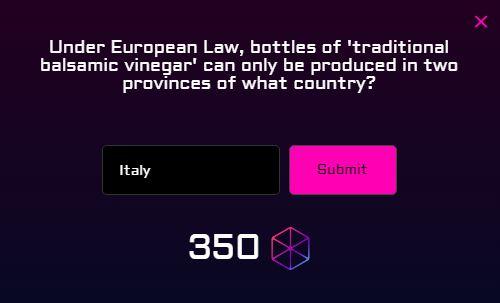 Under European Law, bottles of 'traditional
balsamic vinegar' can only be produced in two
provinces of what country?
Italy
Submit
350